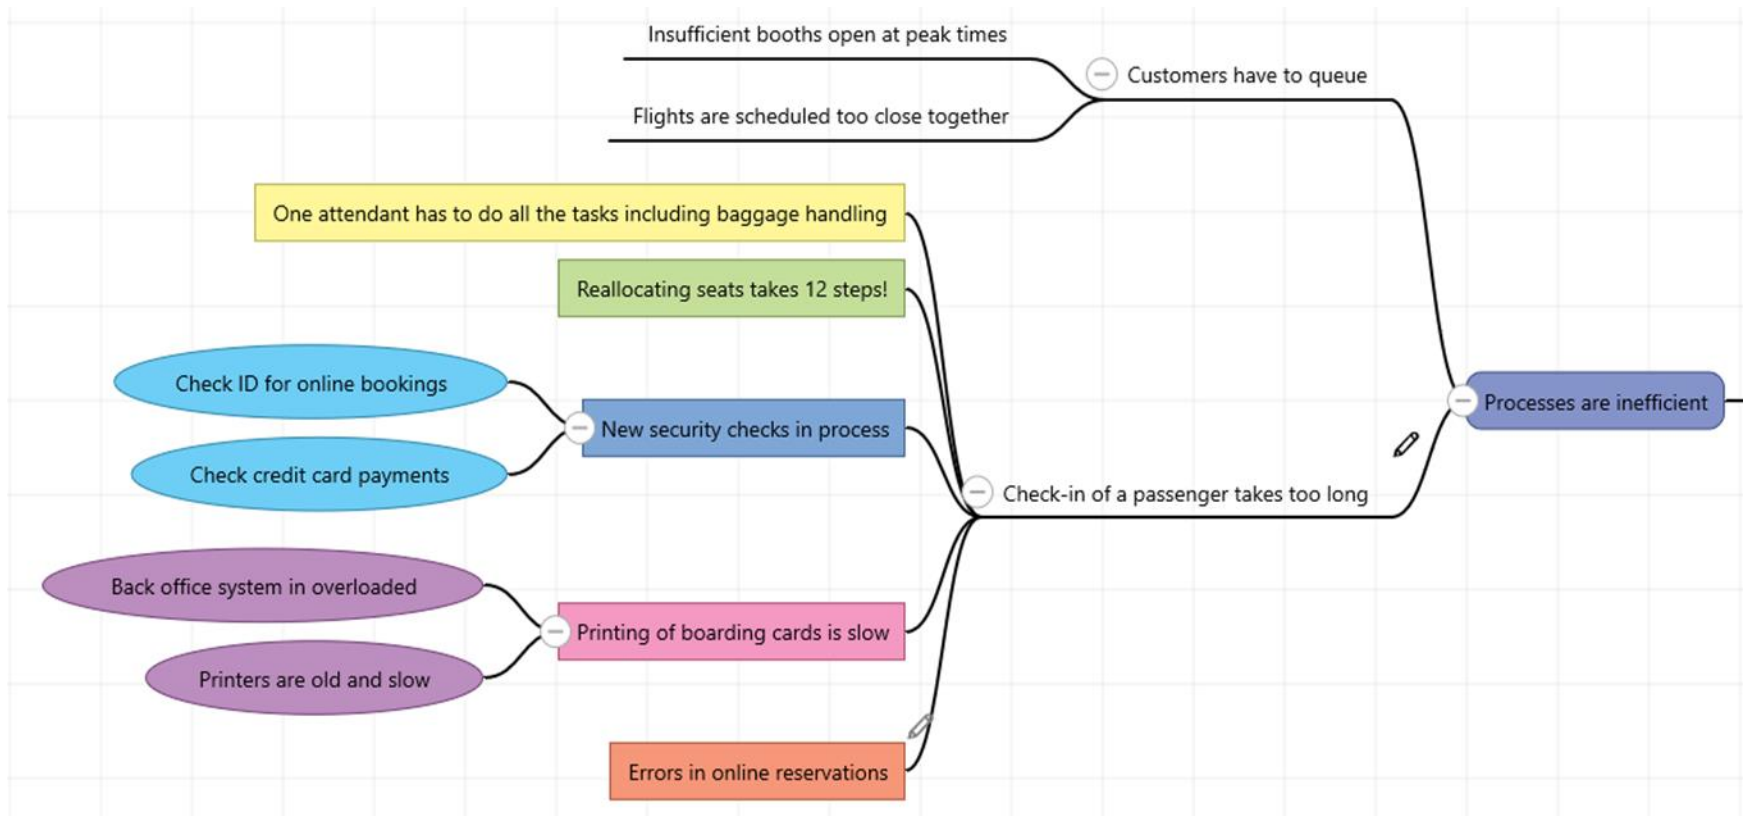 Insufficient booths open at peak times
Customers have to queue
Flights are scheduled too close together
One attendant has to do all the tasks including baggage handling
Reallocating seats takes 12 steps!
Check ID for online bookings
Processes are inefficient
New security checks in process
Check credit card payments
Check-in of a passenger takes too long
Back office system in overloaded
Printing of boarding cards is slow
Printers are old and slow
Errors in online reservations